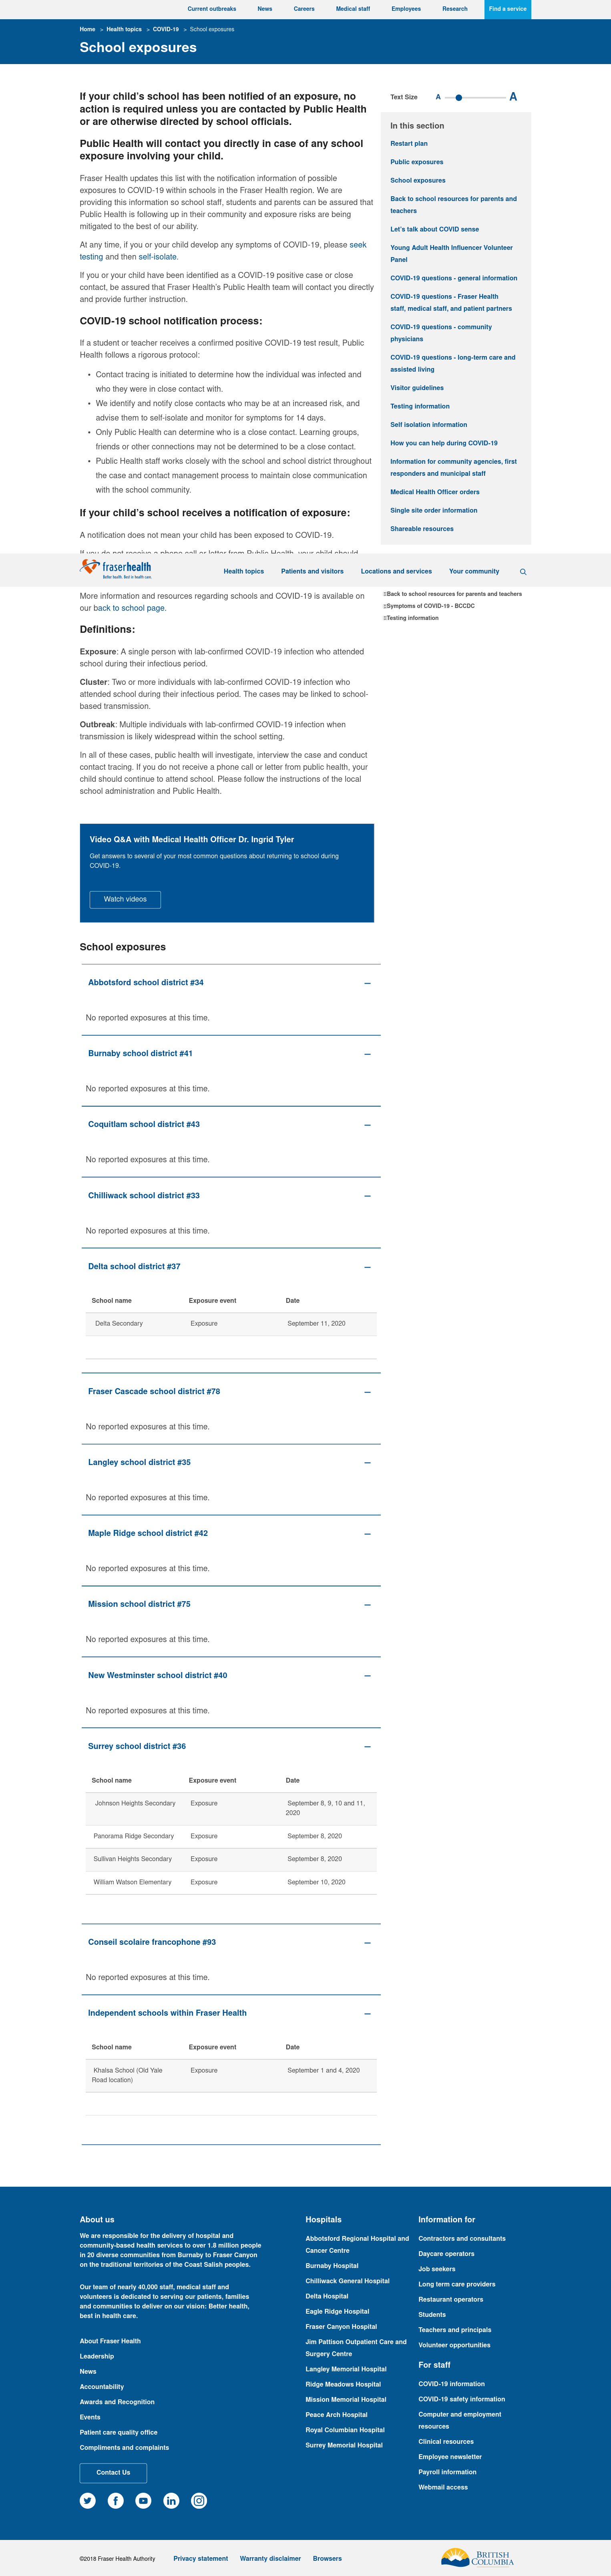 Current outbreaks
News
Careers
Medical staff
Employees
Research
Find a service
Home » Health topics » COVID-19 » School exposures
School exposures
If your child’s school has been notified of an exposure, no
action is required unless you are contacted by Public Health
or are otherwise directed by school officials.
Public Health will contact you directly in case of any school
exposure involving your child.
Fraser Health updates this list with the notification information of possible
exposures to COVID-19 within schools in the Fraser Health region. We are
providing this information so school staff, students and parents can be assured that
Public Health is following up in their community and exposure risks are being
mitigated to the best of our ability.
At any time, if you or your child develop any symptoms of COVID-19, please seek
testing and then self-isolate.
If you or your child have been identified as a COVID-19 positive case or close
contact, be assured that Fraser Health’s Public Health team will contact you directly
and provide further instruction.
COVID-19 school notification process:
If a student or teacher receives a confirmed positive COVID-19 test result, Public
Health follows a rigorous protocol:
• Contact tracing is initiated to determine how the individual was infected and
who they were in close contact with.
• We identify and notify close contacts who may be at an increased risk, and
advise them to self-isolate and monitor for symptoms for 14 days.
• Only Public Health can determine who is a close contact. Learning groups,
friends or other connections may not be determined to be a close contact.
• Public Health staff works closely with the school and school district throughout
the case and contact management process to maintain close communication
with the school community.
If your child’s school receives a notification of exposure:
A notification does not mean your child has been exposed to COVID-19.
If you do not receive a phone call or letter from Public Health, your child should
Text Size A A
In this section
Restart plan
Public exposures
School exposures
Back to school resources for parents and
teachers
Let’s talk about COVID sense
Young Adult Health Influencer Volunteer
Panel
COVID-19 questions - general information
COVID-19 questions - Fraser Health
staff, medical staff, and patient partners
COVID-19 questions - community
physicians
COVID-19 questions - long-term care and
assisted living
Visitor guidelines
Testing information
Self isolation information
How you can help during COVID-19
Information for community agencies, first
responders and municipal staff
Medical Health Officer orders
Single site order information
Shareable resources
fraserhealth
Better health. Best in health care.
Health topics
Patients and visitors
Locations and services
Your community
Back to school resources for parents and teachers
Symptoms of COVID-19 - BCCDC
Testing information
More information and resources regarding schools and COVID-19 is available on
our back to school page.
Definitions:
Exposure: A single person with lab-confirmed COVID-19 infection who attended
school during their infectious period.
Cluster: Two or more individuals with lab-confirmed COVID-19 infection who
attended school during their infectious period. The cases may be linked to school-
based transmission.
Outbreak: Multiple individuals with lab-confirmed COVID-19 infection when
transmission is likely widespread within the school setting.
In all of these cases, public health will investigate, interview the case and conduct
contact tracing. If you do not receive a phone call or letter from public health, your
child should continue to attend school. Please follow the instructions of the local
school administration and Public Health.
Video Q&A with Medical Health Officer Dr. Ingrid Tyler
Get answers to several of your most common questions about returning to school during
COVID-19.
Watch videos
School exposures
Abbotsford school district #34
No reported exposures at this time.
Burnaby school district #41
No reported exposures at this time.
Coquitlam school district #43
No reported exposures at this time.
Chilliwack school district #33
No reported exposures at this time.
Delta school district #37
School name Exposure event Date
Delta Secondary Exposure September 11, 2020
Fraser Cascade school district #78
No reported exposures at this time.
Langley school district #35
No reported exposures at this time.
Maple Ridge school district #42
No reported exposures at this time.
Mission school district #75
No reported exposures at this time.
New Westminster school district #40
No reported exposures at this time.
Surrey school district #36
School name Exposure event Date
Johnson Heights Secondary Exposure September 8, 9, 10 and 11,
2020
Panorama Ridge Secondary Exposure September 8, 2020
Sullivan Heights Secondary Exposure September 8, 2020
William Watson Elementary Exposure September 10, 2020
Conseil scolaire francophone #93
No reported exposures at this time.
Independent schools within Fraser Health
School name Exposure event Date
Khalsa School (Old Yale Exposure September 1 and 4, 2020
Road location)
About us
We are responsible for the delivery of hospital and
community-based health services to over 1.8 million people
in 20 diverse communities from Burnaby to Fraser Canyon
on the traditional territories of the Coast Salish peoples.
Our team of nearly 40,000 staff, medical staff and
volunteers is dedicated to serving our patients, families
and communities to deliver on our vision: Better health,
best in health care.
About Fraser Health
Leadership
News
Accountability
Awards and Recognition
Events
Patient care quality office
Compliments and complaints
Contact Us
Hospitals
Abbotsford Regional Hospital and
Cancer Centre
Burnaby Hospital
Chilliwack General Hospital
Delta Hospital
Eagle Ridge Hospital
Fraser Canyon Hospital
Jim Pattison Outpatient Care and
Surgery Centre
Langley Memorial Hospital
Ridge Meadows Hospital
Mission Memorial Hospital
Peace Arch Hospital
Royal Columbian Hospital
Surrey Memorial Hospital
Information for
Contractors and consultants
Daycare operators
Job seekers
Long term care providers
Restaurant operators
Students
Teachers and principals
Volunteer opportunities
For staff
COVID-19 information
COVID-19 safety information
Computer and employment
resources
Clinical resources
Employee newsletter
Payroll information
Webmail access
©2018 Fraser Health Authority
Privacy statement
Warranty disclaimer
Browsers
BRITISH
COLUMBIA